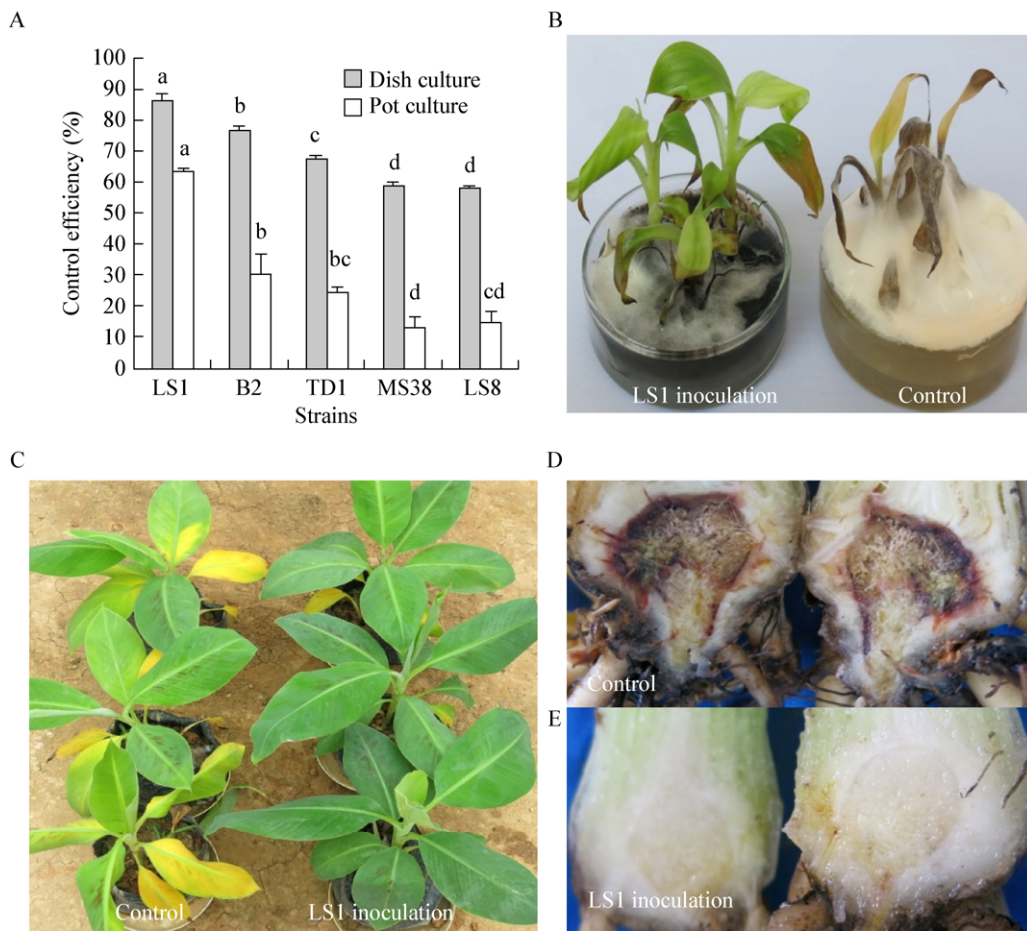 A
Control efficiency (%)
100
90
80
70
60
50
40
30
20
10
0
a
a
b
b
c
bc
d
d
d
cd
Dish culture
Pot culture
LS1 B2 TD1 MS38 LS8
Strains
B
LS1 inoculation
Control
C
Control
LS1 inoculation
D
Control
E
LS1 inoculation